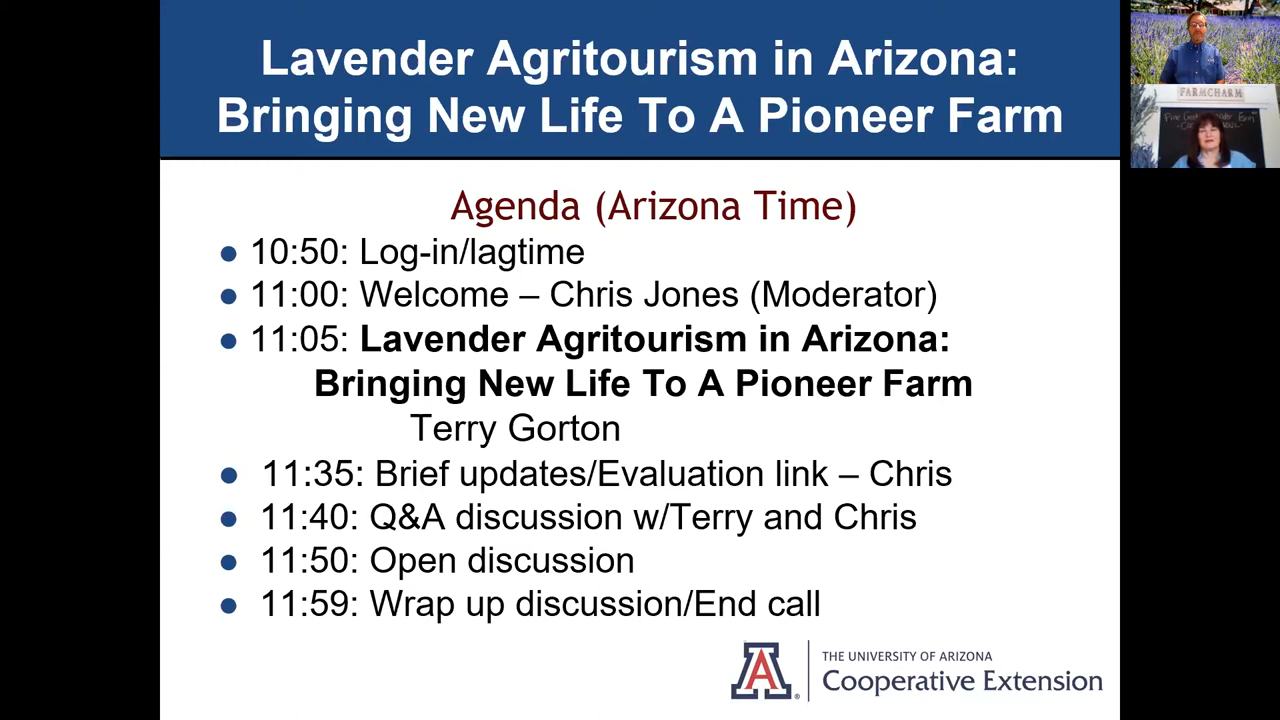 Lavender Agritourism in Arizona:
Bringing New Life To A Pioneer Farm
FARMCHARM
Agenda (Arizona Time)
● 10:50: Log-in/lagtime
● 11:00: Welcome – Chris Jones (Moderator)
● 11:05: Lavender Agritourism in Arizona:
Bringing New Life To A Pioneer Farm
Terry Gorton
● 11:35: Brief updates/Evaluation link – Chris
● 11:40: Q&A discussion w/Terry and Chris
● 11:50: Open discussion
● 11:59: Wrap up discussion/End call
A
®
THE UNIVERSITY OF ARIZONA
Cooperative Extension